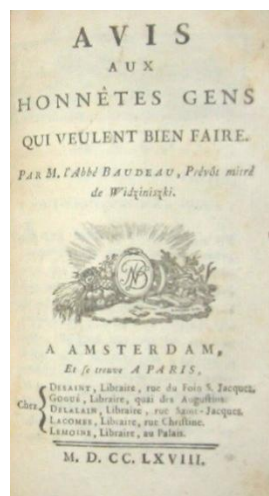 AVIS
AUX
HONNÊTES GENS
QUI VEULENT BIEN FAIRE.
PAR M. l'Abbé BAUDEAU, Prévôt mitré
de Widziniszki.
NB
A AMSTERDAM,
Et se trouve A PARIS,
Chez
DESAINT, Libraire, rue du Foin S. Jacques.
GOGUÉ, Libraire, quai des Augustins.
DELALAIN, Libraire, rue Saint-Jacques.
LACOMBE, Libraire, rue Christine.
LEMOINE, Libraire, au Palais.
M. D. CC. LXVIII.